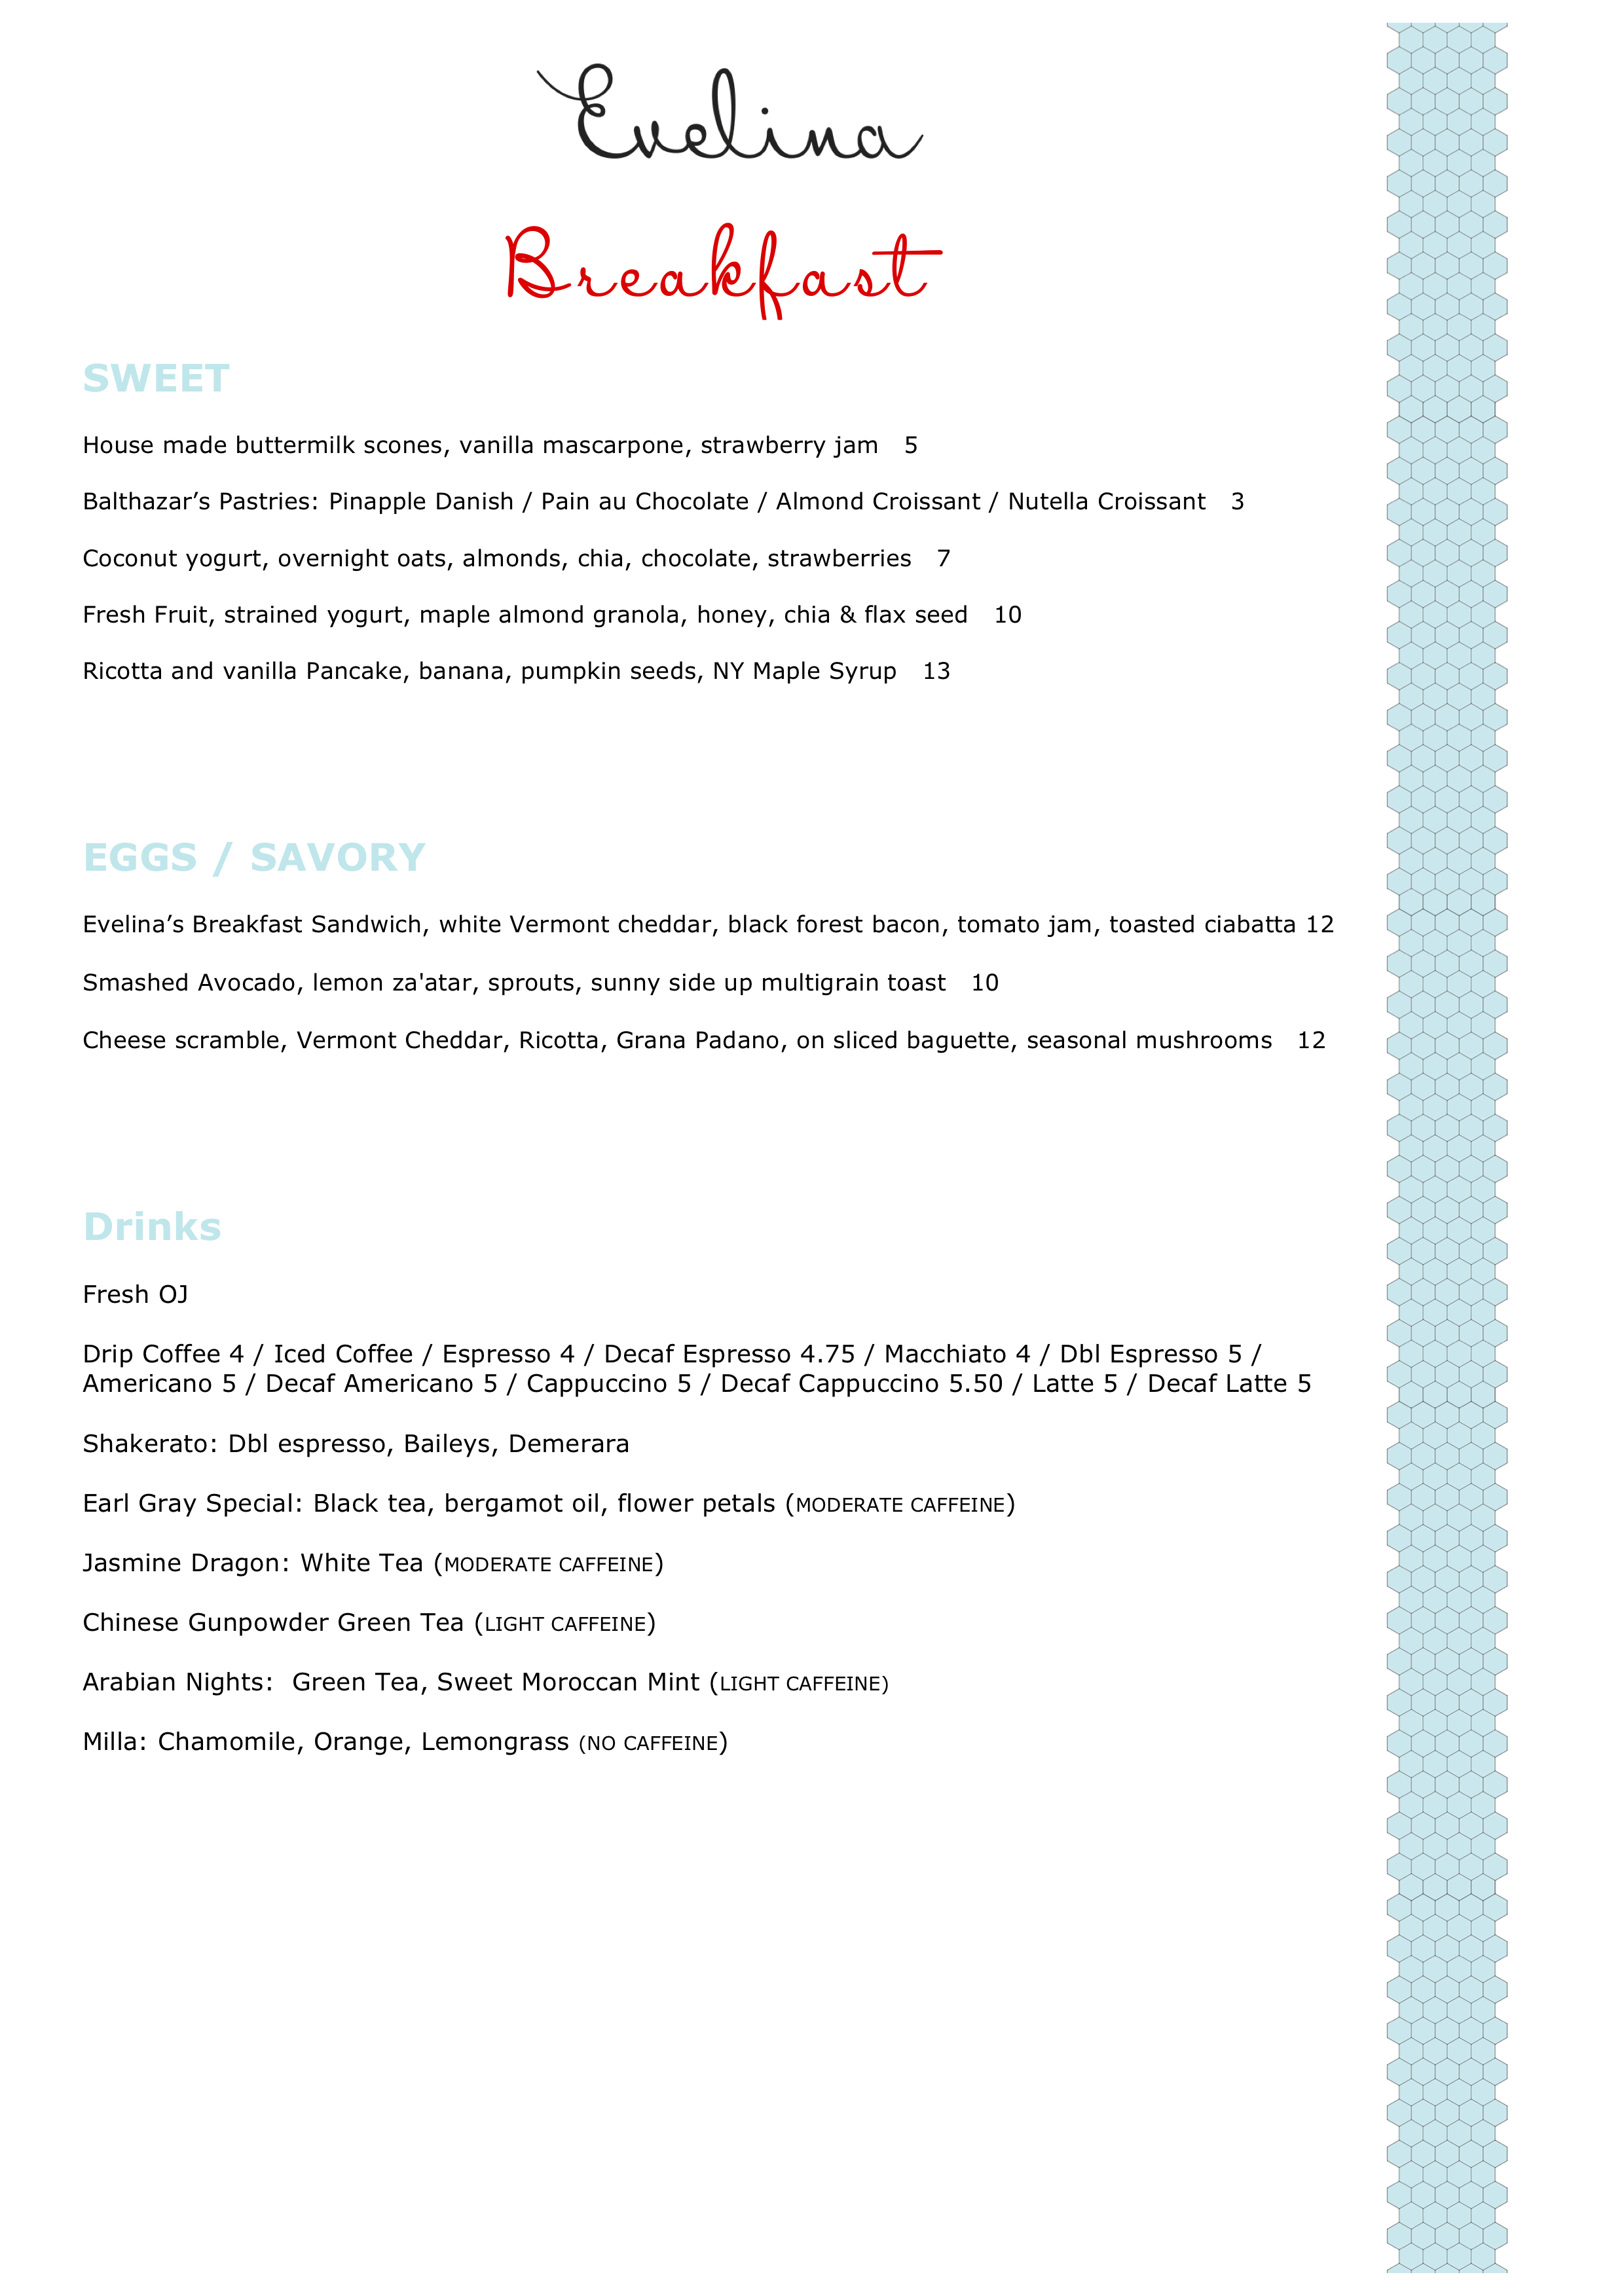 Evelina
Breakfast
SWEET
House made buttermilk scones, vanilla mascarpone, strawberry jam 5
Balthazar’s Pastries: Pinapple Danish / Pain au Chocolate / Almond Croissant / Nutella Croissant 3
Coconut yogurt, overnight oats, almonds, chia, chocolate, strawberries 7
Fresh Fruit, strained yogurt, maple almond granola, honey, chia & flax seed 10
Ricotta and vanilla Pancake, banana, pumpkin seeds, NY Maple Syrup 13
EGGS / SAVORY
Evelina’s Breakfast Sandwich, white Vermont cheddar, black forest bacon, tomato jam, toasted ciabatta 12
Smashed Avocado, lemon za'atar, sprouts, sunny side up multigrain toast 10
Cheese scramble, Vermont Cheddar, Ricotta, Grana Padano, on sliced baguette, seasonal mushrooms 12
Drinks
Fresh OJ
Drip Coffee 4 / Iced Coffee / Espresso 4 / Decaf Espresso 4.75 / Macchiato 4 / Dbl Espresso 5 /
Americano 5 / Decaf Americano 5 / Cappuccino 5 / Decaf Cappuccino 5.50 / Latte 5 / Decaf Latte 5
Shakerato: Dbl espresso, Baileys, Demerara
Earl Gray Special: Black tea, bergamot oil, flower petals (MODERATE CAFFEINE)
Jasmine Dragon: White Tea (MODERATE CAFFEINE)
Chinese Gunpowder Green Tea (LIGHT CAFFEINE)
Arabian Nights: Green Tea, Sweet Moroccan Mint (LIGHT CAFFEINE)
Milla: Chamomile, Orange, Lemongrass (NO CAFFEINE)